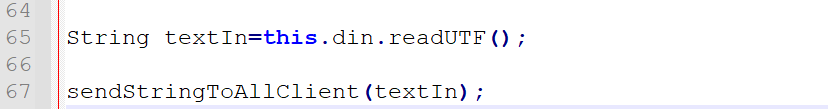 64
65 String textIn=this.din.readUTF();
66
67 sendStringToAllClient(textIn);